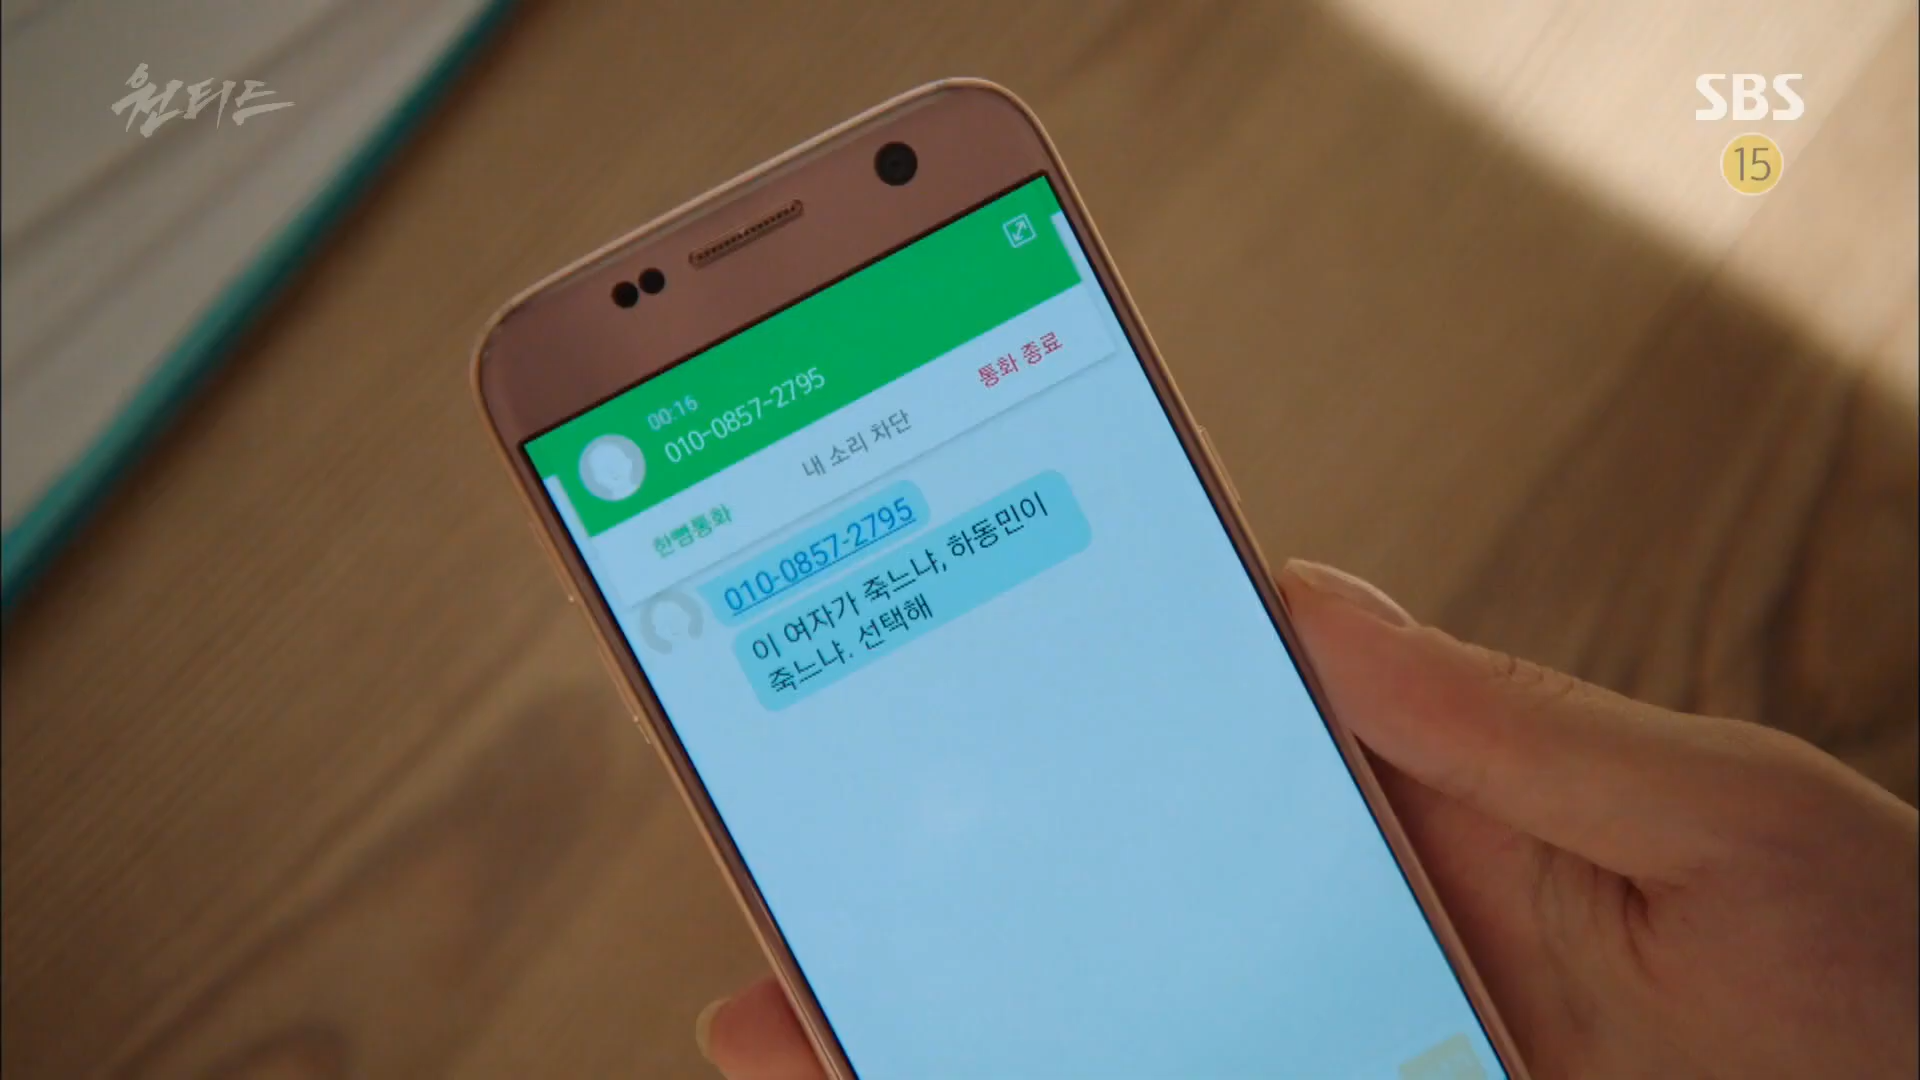 원티드
SBS
15
00:16
010-0857-2795
한뼘통화
내 소리 차단
통화 종료
010-0857-2795
이 여자가 죽느냐, 하동민이
죽느냐. 선택해